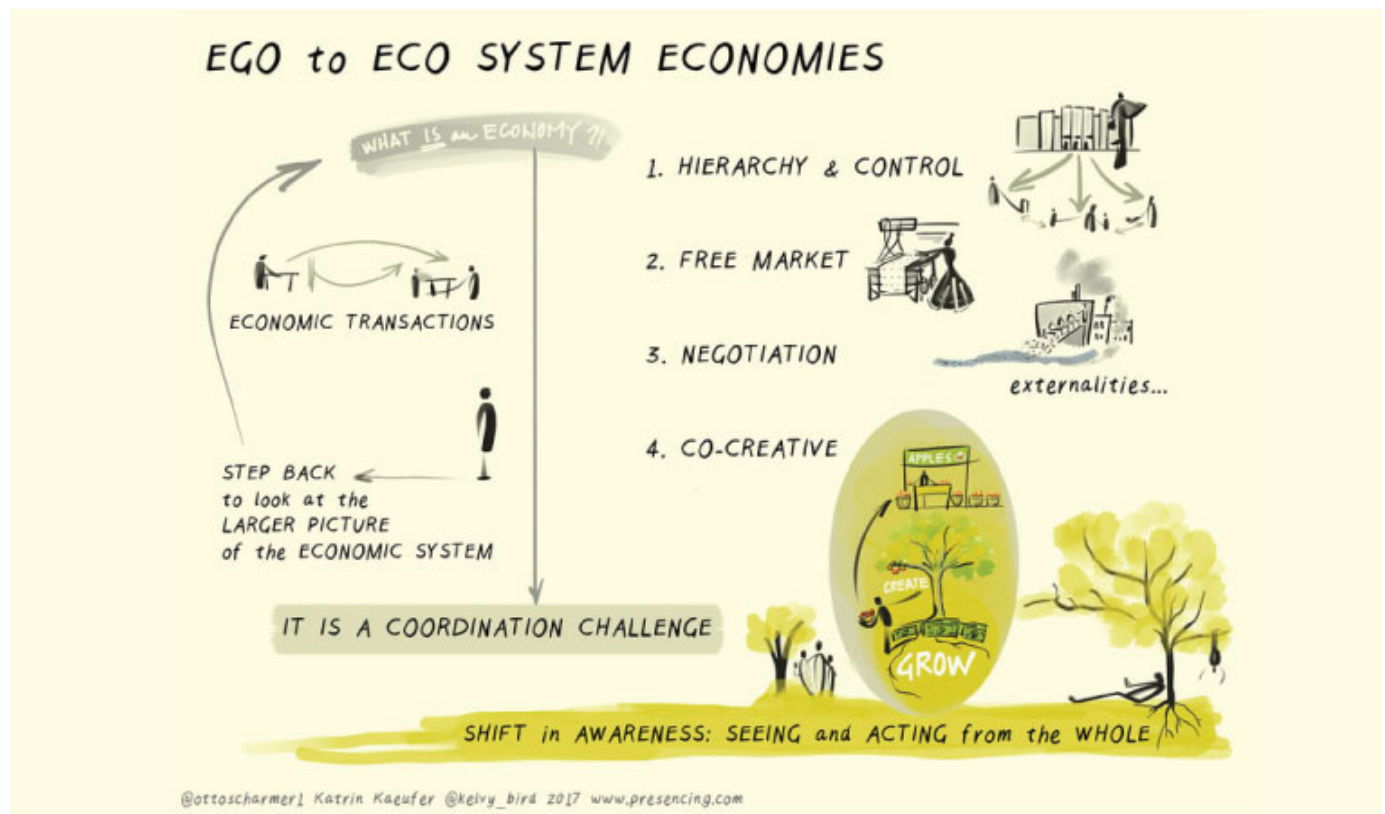 EGO to ECO SYSTEM ECONOMIES
WHAT IS an ECONOMY?!
ECONOMIC TRANSACTIONS
STEP BACK
to look at the
LARGER PICTURE
of the ECONOMIC SYSTEM
IT IS A COORDINATION CHALLENGE
1. HIERARCHY & CONTROL
2. FREE MARKET
3. NEGOTIATION
externalities...
4. CO-CREATIVE
APPLES
CREATE
GROW
SHIFT in AWARENESS: SEEING and ACTING from the WHOLE
@ottoscharmer1 Katrin Kaeufer @kelvy_bird 2017 www.presencing.com